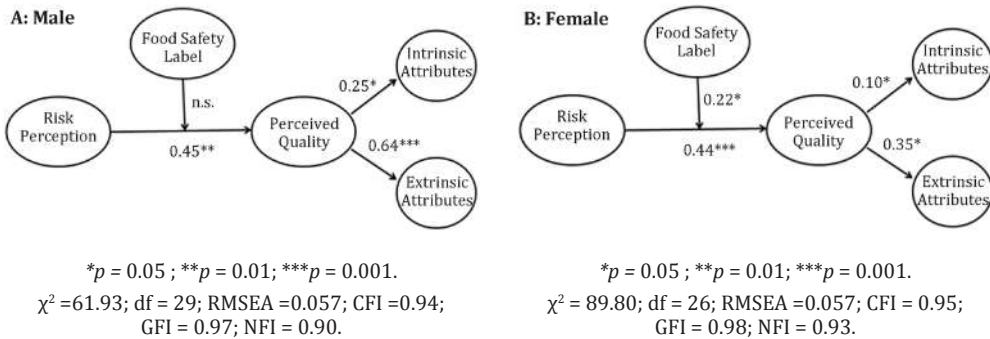 A: Male
Food Safety
Label
Intrinsic
Attributes
0.25*
n.s.
Risk
Perception
Perceived
Quality
0.45**
0.64***
Extrinsic
Attributes
*p = 0.05 ; **p = 0.01; ***p = 0.001.
χ² =61.93; df = 29; RMSEA =0.057; CFI =0.94;
GFI = 0.97; NFI = 0.90.
B: Female
Food Safety
Label
Intrinsic
Attributes
0.10*
0.22*
Risk
Perception
Perceived
Quality
0.44***
0.35*
Extrinsic
Attributes
*p = 0.05 ; **p = 0.01; ***p = 0.001.
χ² = 89.80; df = 26; RMSEA =0.057; CFI = 0.95;
GFI = 0.98; NFI = 0.93.